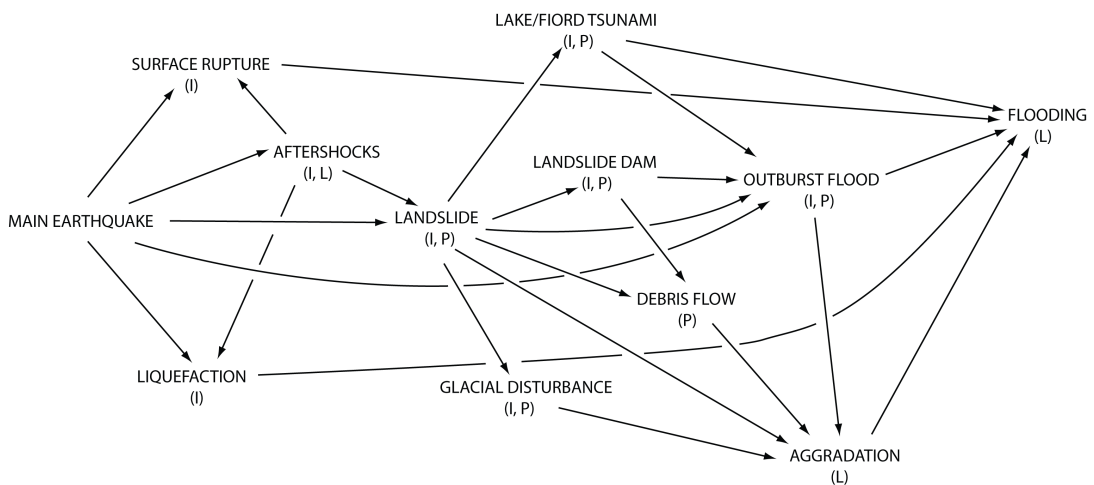 LAKE/FIORD TSUNAMI
(I, P)
SURFACE RUPTURE
(I)
FLOODING
(L)
AFTERSHOCKS
(I, L)
LANDSLIDE DAM
(I, P)
OUTBURST FLOOD
(I, P)
MAIN EARTHQUAKE
LANDSLIDE
(I, P)
DEBRIS FLOW
(P)
LIQUEFACTION
(I)
GLACIAL DISTURBANCE
(I, P)
AGGRADATION
(L)